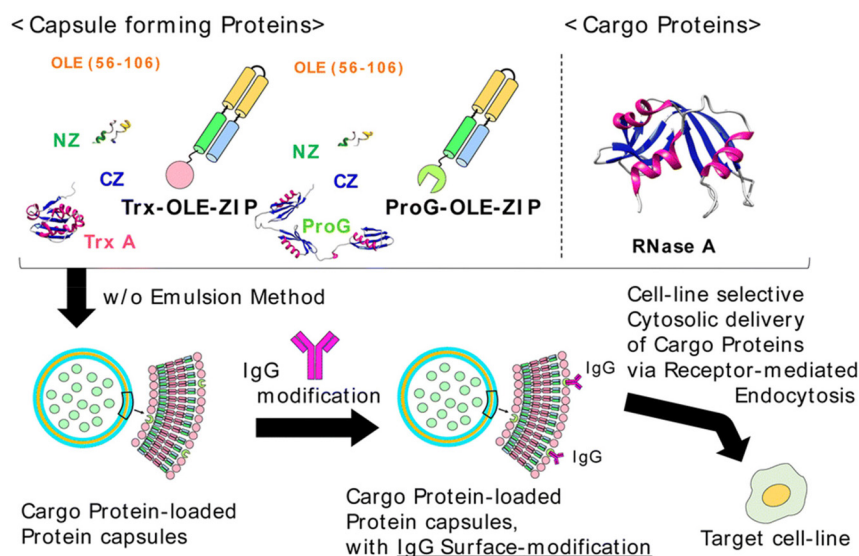 < Capsule forming Proteins>
< Cargo Proteins>
OLE (56-106)
OLE (56-106)
NZ
NZ
CZ
CZ
Trx-OLE-ZIP
ProG-OLE-ZIP
Trx A
ProG
RNase A
w/o Emulsion Method
Cell-line selective
Cytosolic delivery
of Cargo Proteins
via Receptor-mediated
Endocytosis
IgG
modification
IgG
IgG
Cargo Protein-loaded
Protein capsules
Cargo Protein-loaded
Protein capsules,
with IgG Surface-modification
Target cell-line